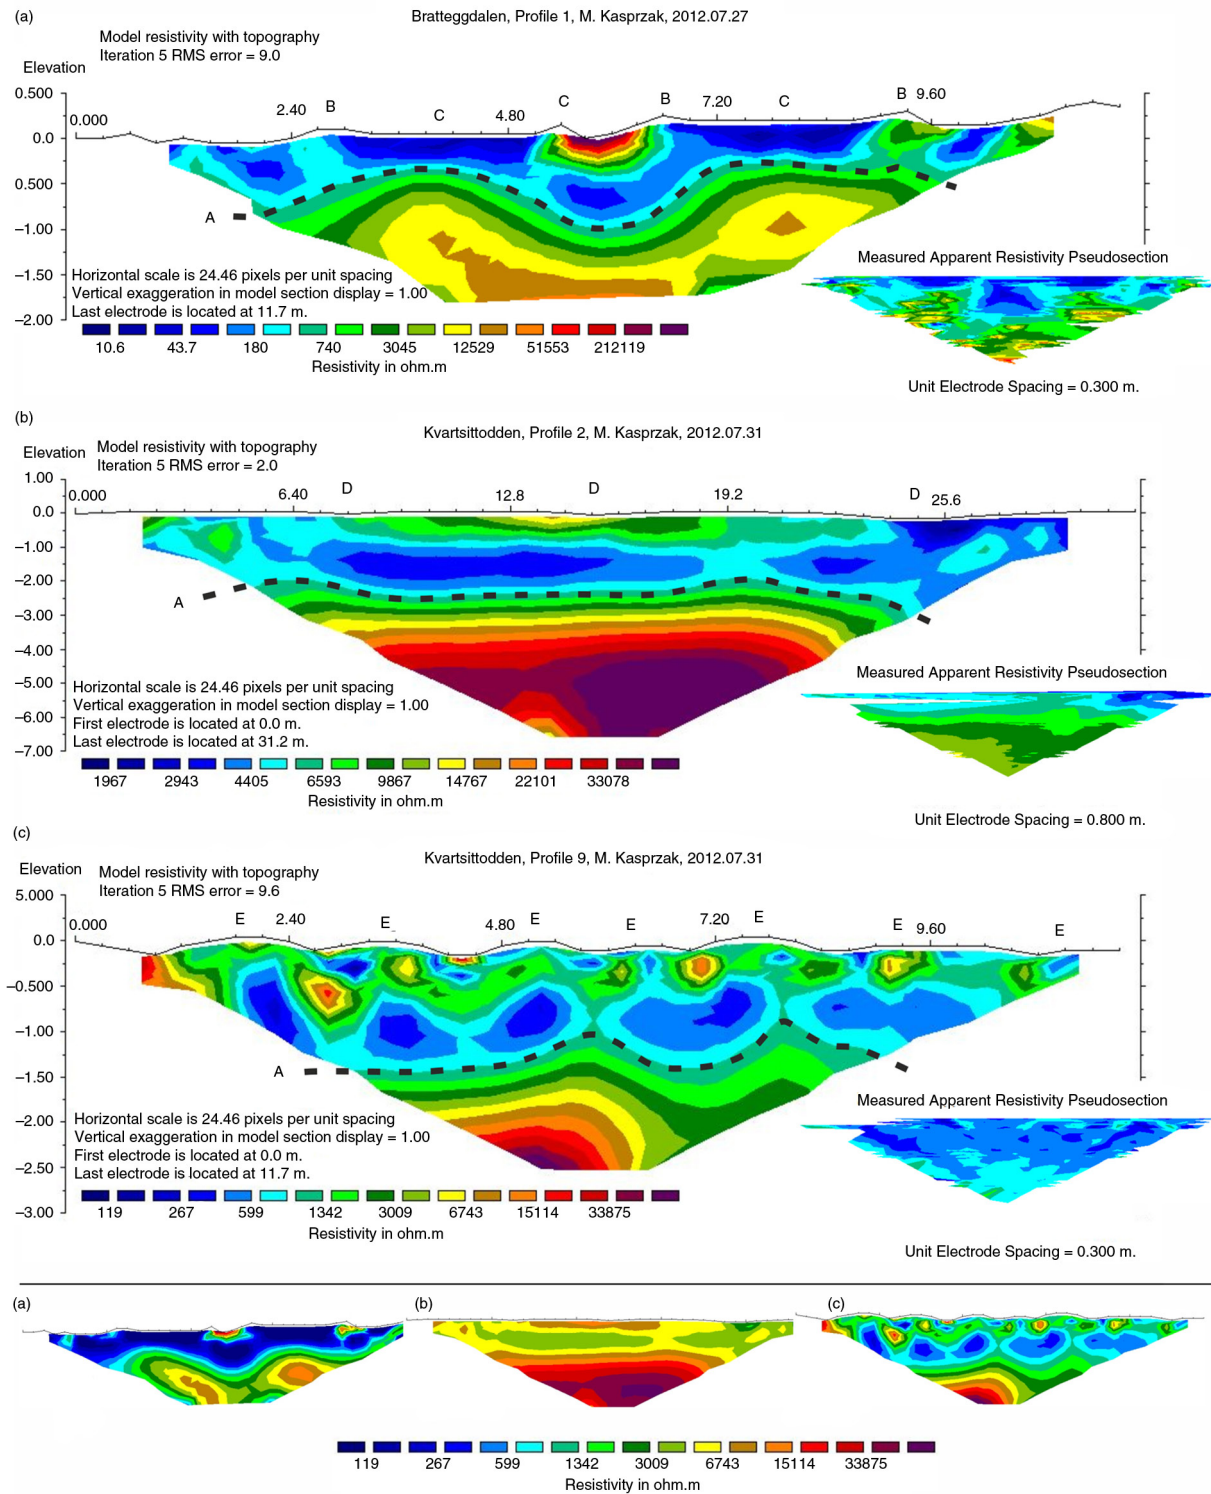 (a)
Bratteggdalen, Profile 1, M. Kasprzak, 2012.07.27
Model resistivity with topography
Iteration 5 RMS error = 9.0
Elevation
0.500
0.0
0.500
–1.00
–1.50
–2.00
0.000
2.40
B
C
4.80
C
B
7.20
C
B
9.60
A
Horizontal scale is 24.46 pixels per unit spacing
Vertical exaggeration in model section display = 1.00
Last electrode is located at 11.7 m.
10.6 43.7 180 740 3045 12529 51553 212119
Resistivity in ohm.m
Measured Apparent Resistivity Pseudosection
Unit Electrode Spacing = 0.300 m.
(b)
Kvartsittodden, Profile 2, M. Kasprzak, 2012.07.31
Elevation
Model resistivity with topography
Iteration 5 RMS error = 2.0
1.00
0.0
–1.00
–2.00
–3.00
–4.00
–5.00
–6.00
–7.00
0.000
6.40
D
12.8
D
19.2
D
25.6
A
Horizontal scale is 24.46 pixels per unit spacing
Vertical exaggeration in model section display = 1.00
First electrode is located at 0.0 m.
Last electrode is located at 31.2 m.
1967 2943 4405 6593 9867 14767 22101 33078
Resistivity in ohm.m
Measured Apparent Resistivity Pseudosection
Unit Electrode Spacing = 0.800 m.
(c)
Kvartsittodden, Profile 9, M. Kasprzak, 2012.07.31
Elevation
Model resistivity with topography
Iteration 5 RMS error = 9.6
5.000
0.0
–0.500
–1.00
–1.50
–2.00
–2.50
–3.00
0.000
E
2.40
E
4.80
E
E
7.20
E
E
9.60
E
A
Horizontal scale is 24.46 pixels per unit spacing
Vertical exaggeration in model section display = 1.00
First electrode is located at 0.0 m.
Last electrode is located at 11.7 m.
119 267 599 1342 3009 6743 15114 33875
Resistivity in ohm.m
Measured Apparent Resistivity Pseudosection
Unit Electrode Spacing = 0.300 m.
(a)
(b)
(c)
119 267 599 1342 3009 6743 15114 33875
Resistivity in ohm.m